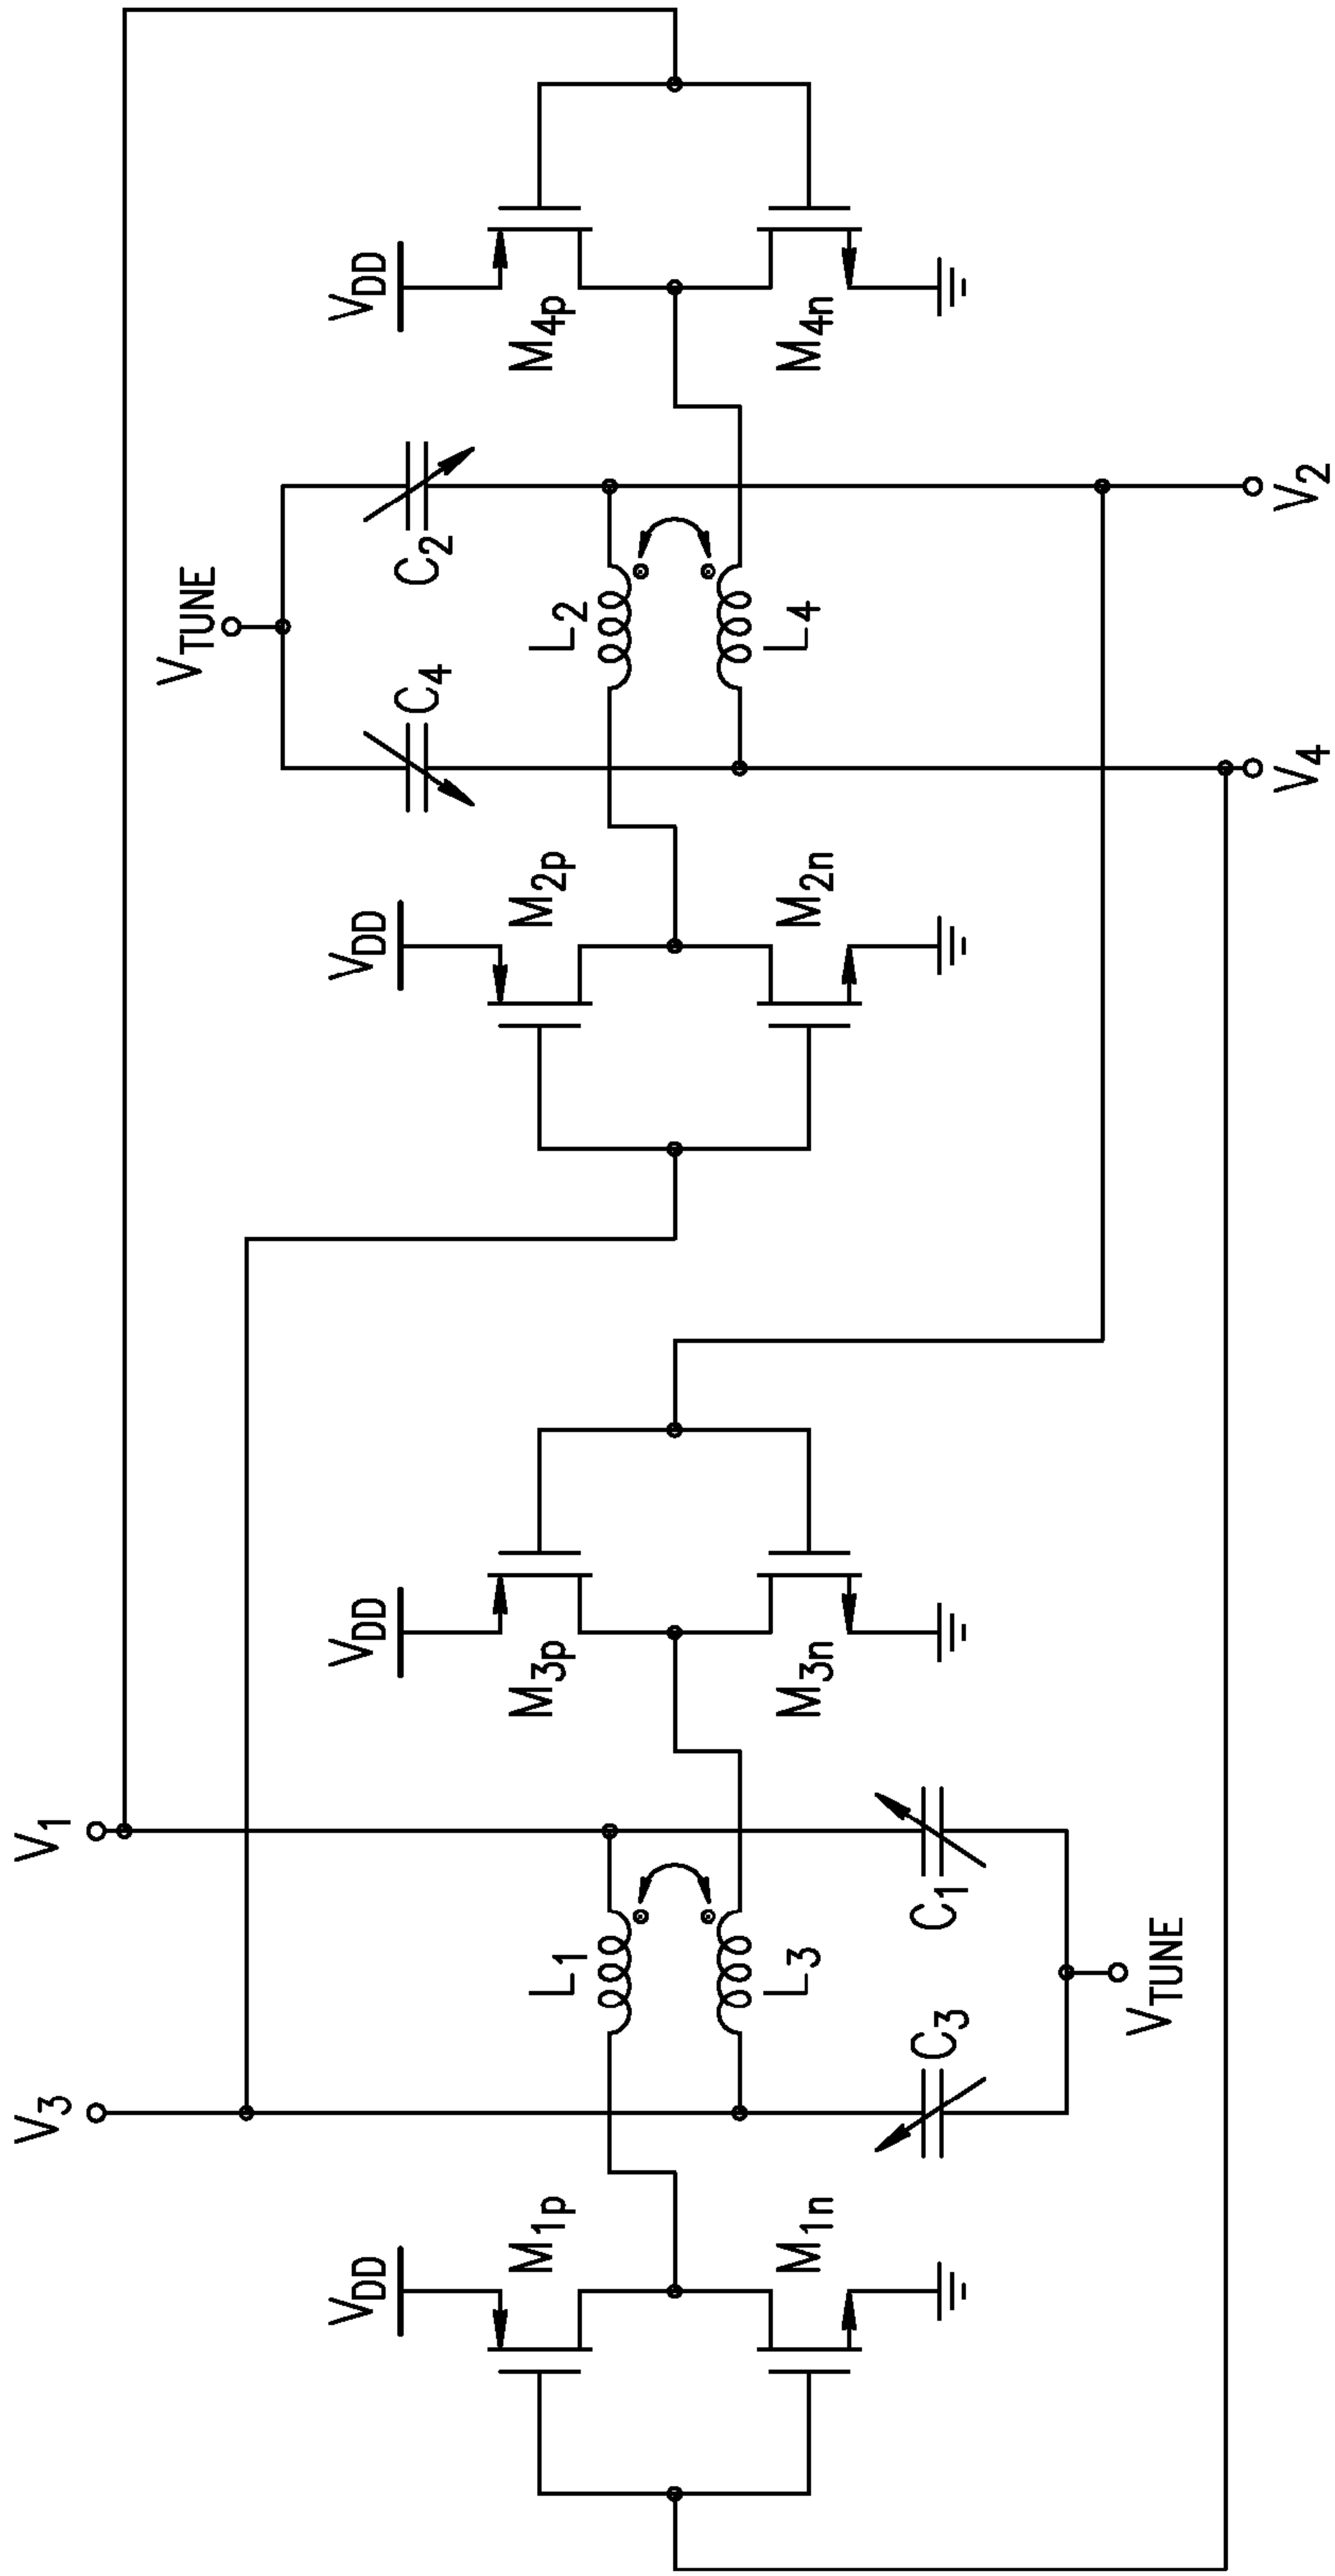 V1
V3
VTUNE
VDD
M4p
M4n
C2
C4
L2
L4
VDD
M2p
M2n
V2
V4
VDD
M3p
M3n
L1
L3
C1
C3
VTUNE
VDD
M1p
M1n